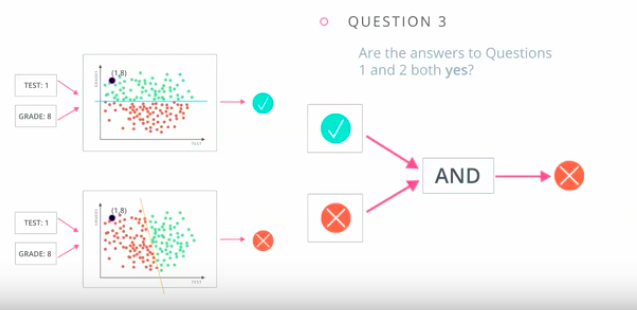 QUESTION 3
Are the answers to Questions
1 and 2 both yes?
TEST: 1
GRADE: 8
GRADES
(1,8)
TEST
TEST: 1
GRADE: 8
GRADES
(1,8)
TEST
AND